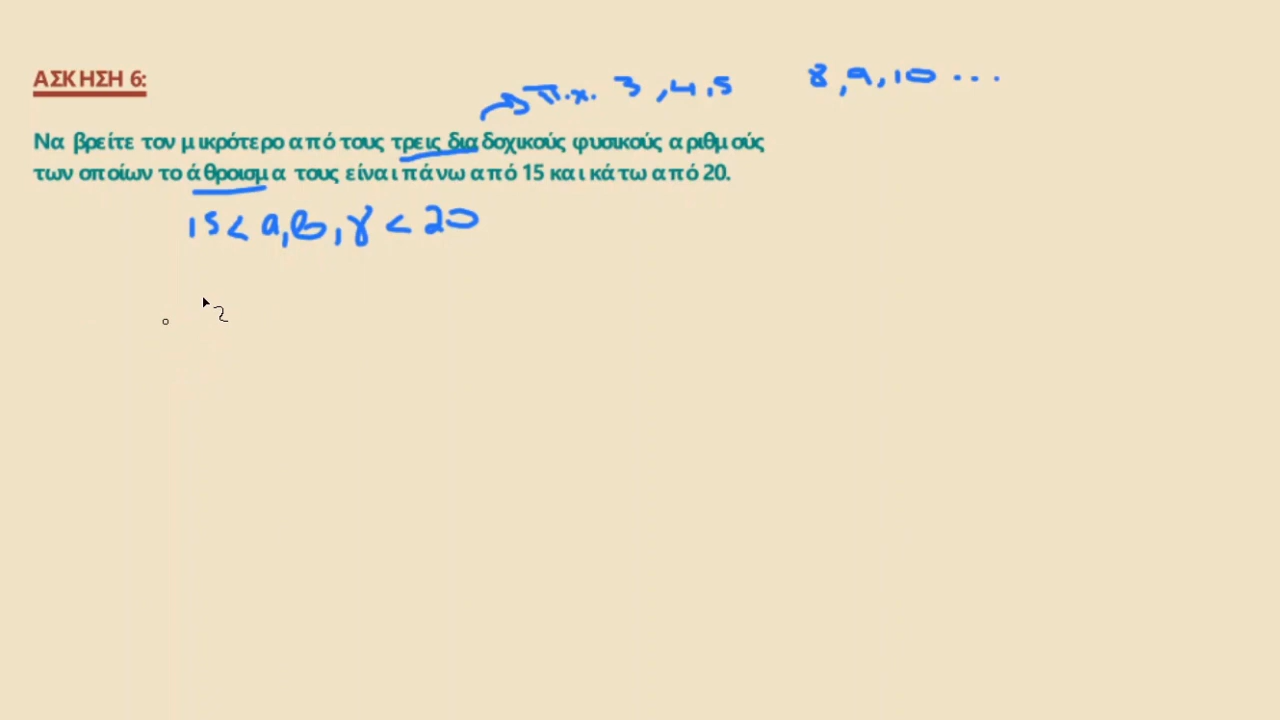 ΑΣΚΗΣΗ 6:
π.χ. 3, 4, 5 8, 9, 10 ...
Να βρείτε τον μικρότερο από τους τρεις διαδοχικούς φυσικούς αριθμούς
των οποίων το άθροισμα τους είναι πάνω από 15 και κάτω από 20.
15 < α, β, γ < 20